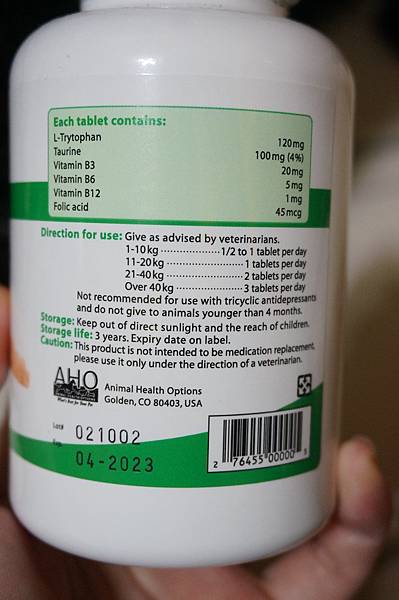 Each tablet contains:
L-Trytophan 120mg
Taurine 100mg (4%)
Vitamin B3 20mg
Vitamin B6 5mg
Vitamin B12 1mg
Folic acid 45mcg
Direction for use: Give as advised by veterinarians.
1-10kg ···················· 1/2 to 1 tablet per day
11-20kg ························· 1 tablets per day
21-40kg ························· 2 tablets per day
Over 40kg ····················· 3 tablets per day
Not recommended for use with tricyclic antidepressants
and do not give to animals younger than 4 months.
Storage: Keep out of direct sunlight and the reach of children.
Storage life: 3 years. Expiry date on label.
Caution: This product is not intended to be medication replacement,
please use it only under the direction of a veterinarian.
AHO
Animal Health Options
Golden, CO 80403, USA
Lot# 021002
Exp. 04-2023
2 76455 00000 5